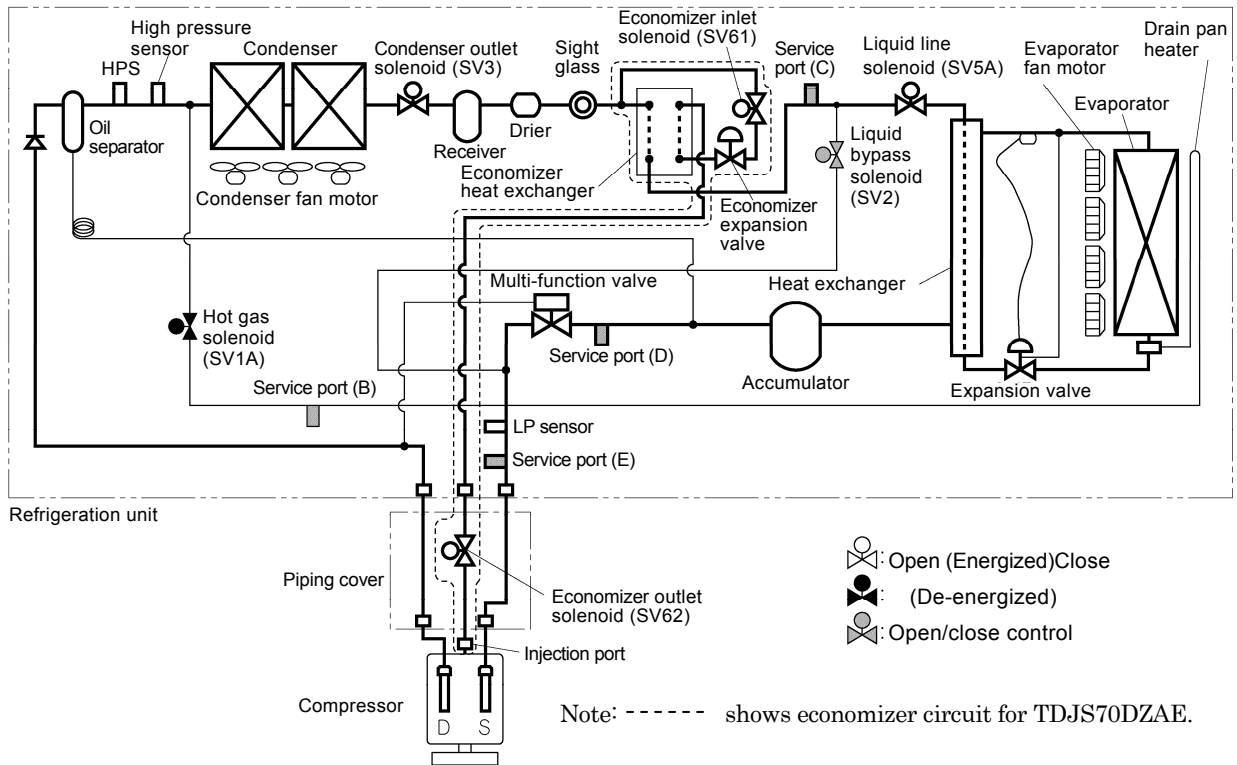 High pressure
sensor
HPS
Condenser
Condenser outlet
solenoid (SV3)
Sight
glass
Economizer inlet
solenoid (SV61)
Service
port (C)
Liquid line
solenoid (SV5A)
Evaporator
fan motor
Drain pan
heater
Evaporator
Oil
separator
Receiver
Drier
Condenser fan motor
Economizer
heat exchanger
Economizer
expansion
valve
Liquid
bypass
solenoid
(SV2)
Multi-function valve
Heat exchanger
Hot gas
solenoid
(SV1A)
Service port (D)
Accumulator
Service port (B)
Expansion valve
LP sensor
Service port (E)
Refrigeration unit
Piping cover
Economizer outlet
solenoid (SV62)
Injection port
Compressor
D
S
: Open (Energized)Close
: (De-energized)
: Open/close control
Note: ------ shows economizer circuit for TDJS70DZAE.